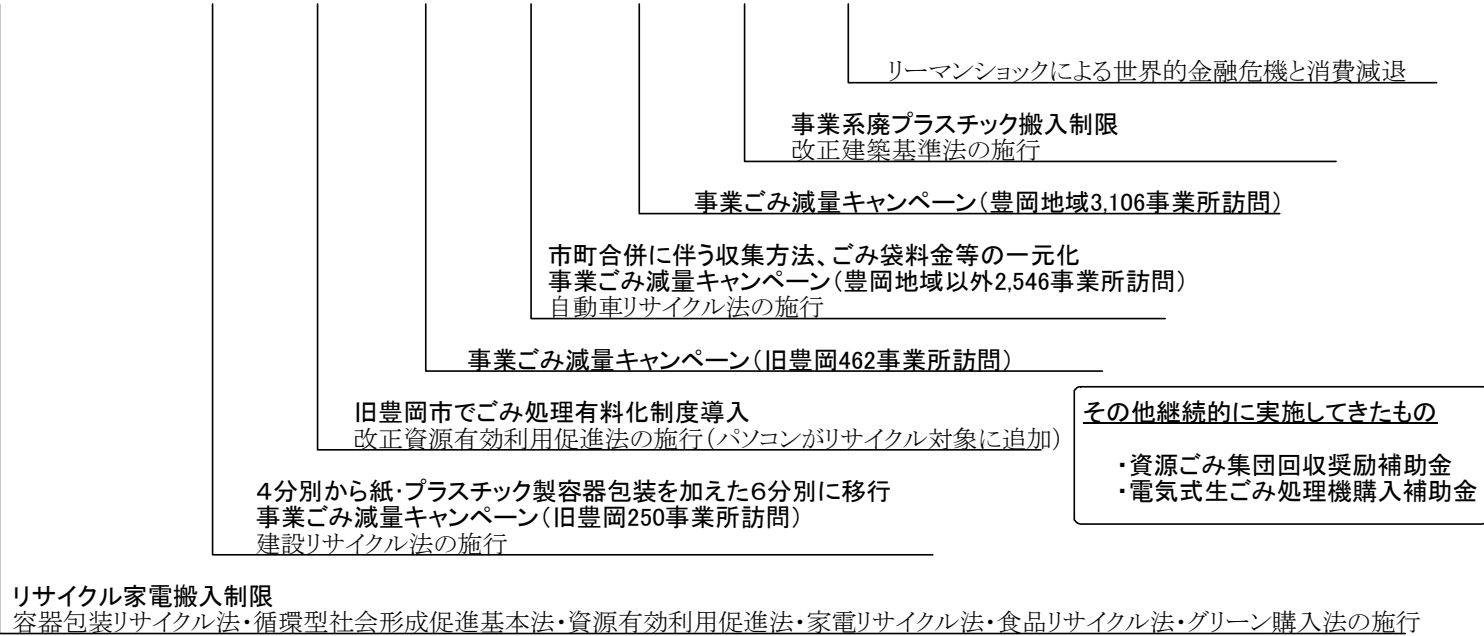 リーマンショックによる世界的金融危機と消費減退
事業系廃プラスチック搬入制限
改正建築基準法の施行
事業ごみ減量キャンペーン(豊岡地域3,106事業所訪問)
市町合併に伴う収集方法、ごみ袋料金等の一元化
事業ごみ減量キャンペーン(豊岡地域以外2,546事業所訪問)
自動車リサイクル法の施行
事業ごみ減量キャンペーン(旧豊岡462事業所訪問)
旧豊岡市でごみ処理有料化制度導入
改正資源有効利用促進法の施行(パソコンがリサイクル対象に追加)
その他継続的に実施してきたもの
・資源ごみ集団回収奨励補助金
・電気式生ごみ処理機購入補助金
4分別から紙・プラスチック製容器包装を加えた6分別に移行
事業ごみ減量キャンペーン(旧豊岡250事業所訪問)
建設リサイクル法の施行
リサイクル家電搬入制限
容器包装リサイクル法・循環型社会形成促進基本法・資源有効利用促進法・家電リサイクル法・食品リサイクル法・グリーン購入法の施行